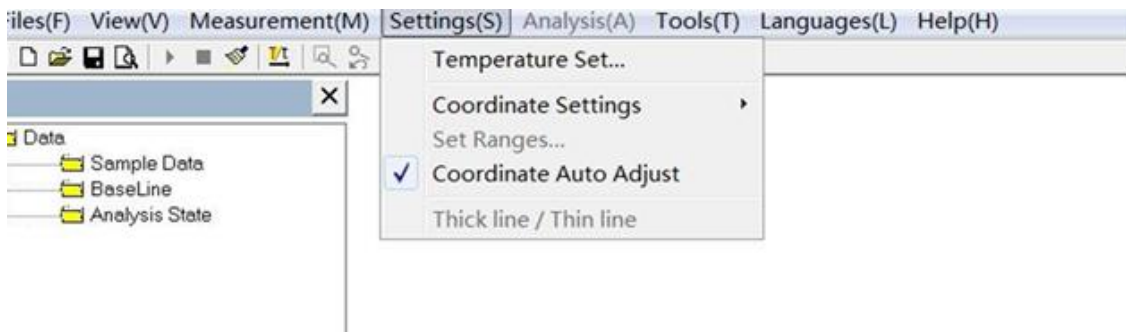 iles(F) View(V) Measurement(M) Settings(S) Analysis(A) Tools(T) Languages(L) Help(H)
T/t
Temperature Set...
Coordinate Settings
Set Ranges...
Coordinate Auto Adjust
Thick line / Thin line
Data
Sample Data
BaseLine
Analysis State